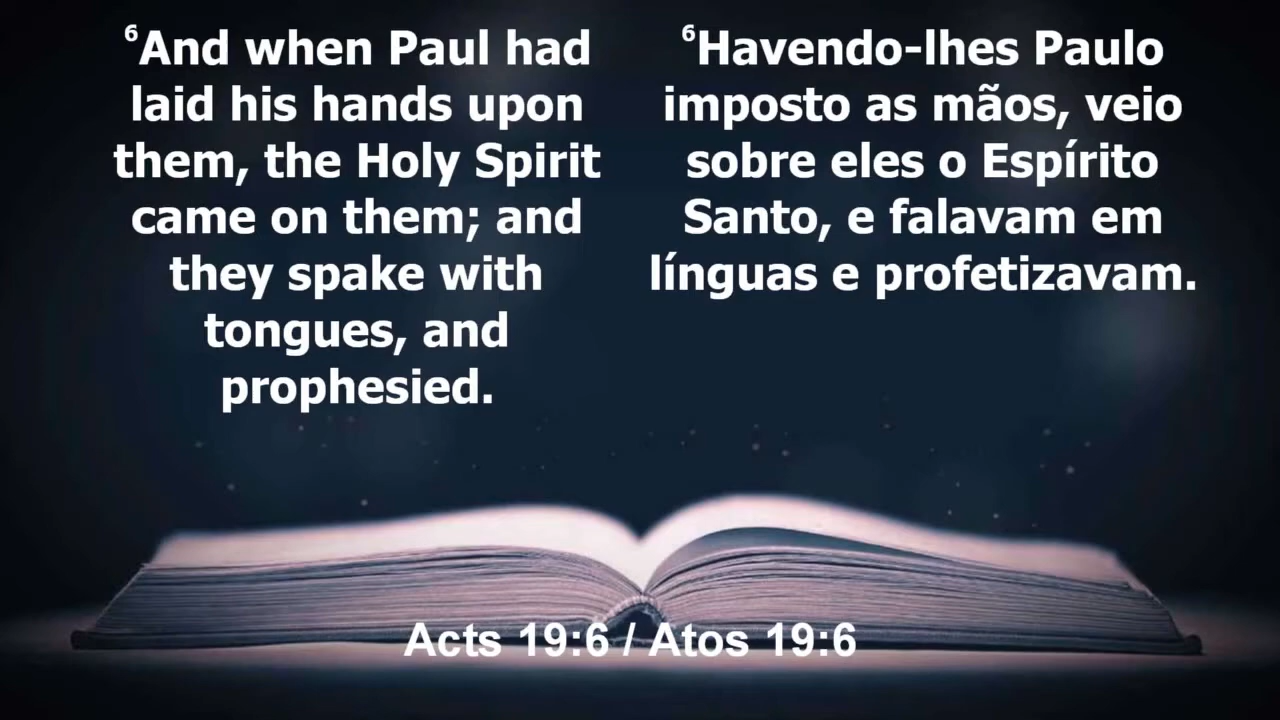 ⁶And when Paul had
laid his hands upon
them, the Holy Spirit
came on them; and
they spake with
tongues, and
prophesied.
⁶Havendo-lhes Paulo
imposto as mãos, veio
sobre eles o Espírito
Santo, e falavam em
línguas e profetizavam.
Acts 19:6 / Atos 19:6